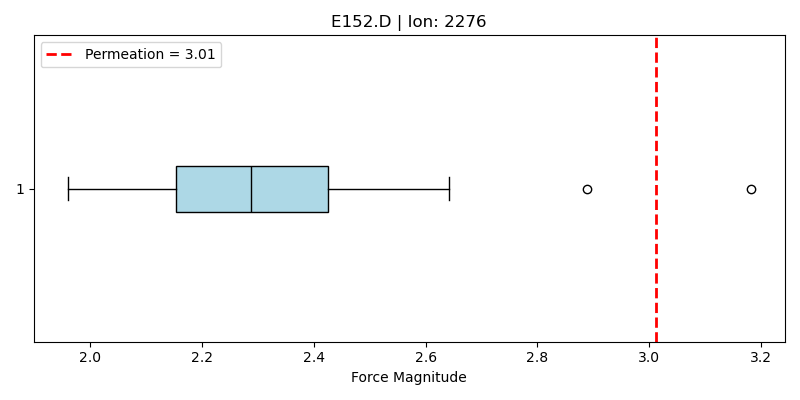 E152.D | Ion: 2276
Permeation = 3.01
1
2.0 2.2 2.4 2.6 2.8 3.0 3.2
Force Magnitude